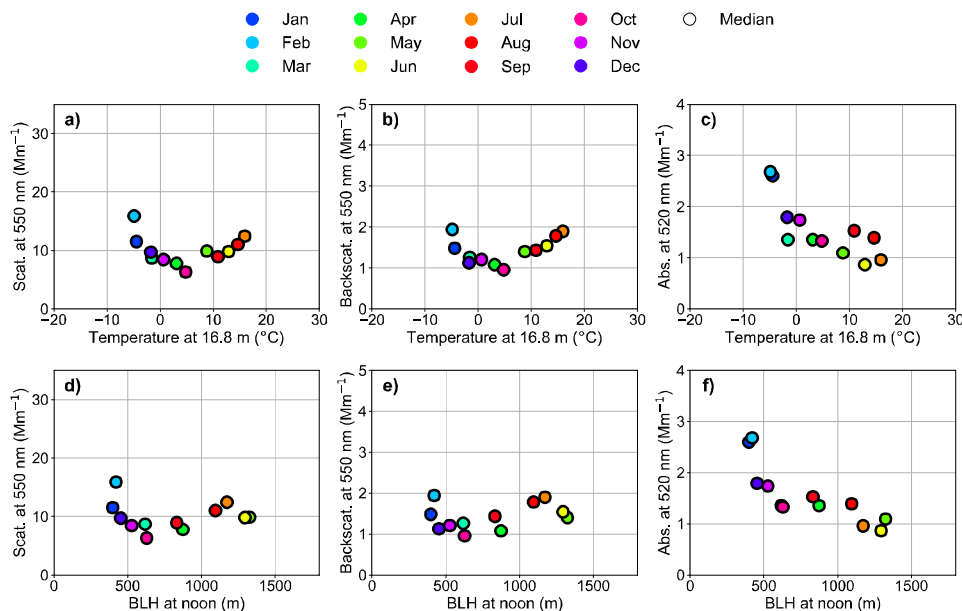 Jan Apr Jul Oct Median
Feb May Aug Nov
Mar Jun Sep Dec
a) b) c)
Scat. at 550 nm (Mm⁻¹)
30
20
10
0
−20 −10 0 10 20 30
Temperature at 16.8 m (°C)
Backscat. at 550 nm (Mm⁻¹)
5
4
3
2
1
0
−20 −10 0 10 20 30
Temperature at 16.8 m (°C)
Abs. at 520 nm (Mm⁻¹)
4
3
2
1
0
−20 −10 0 10 20 30
Temperature at 16.8 m (°C)
d) e) f)
Scat. at 550 nm (Mm⁻¹)
30
20
10
0
0 500 1000 1500
BLH at noon (m)
Backscat. at 550 nm (Mm⁻¹)
5
4
3
2
1
0
0 500 1000 1500
BLH at noon (m)
Abs. at 520 nm (Mm⁻¹)
4
3
2
1
0
0 500 1000 1500
BLH at noon (m)